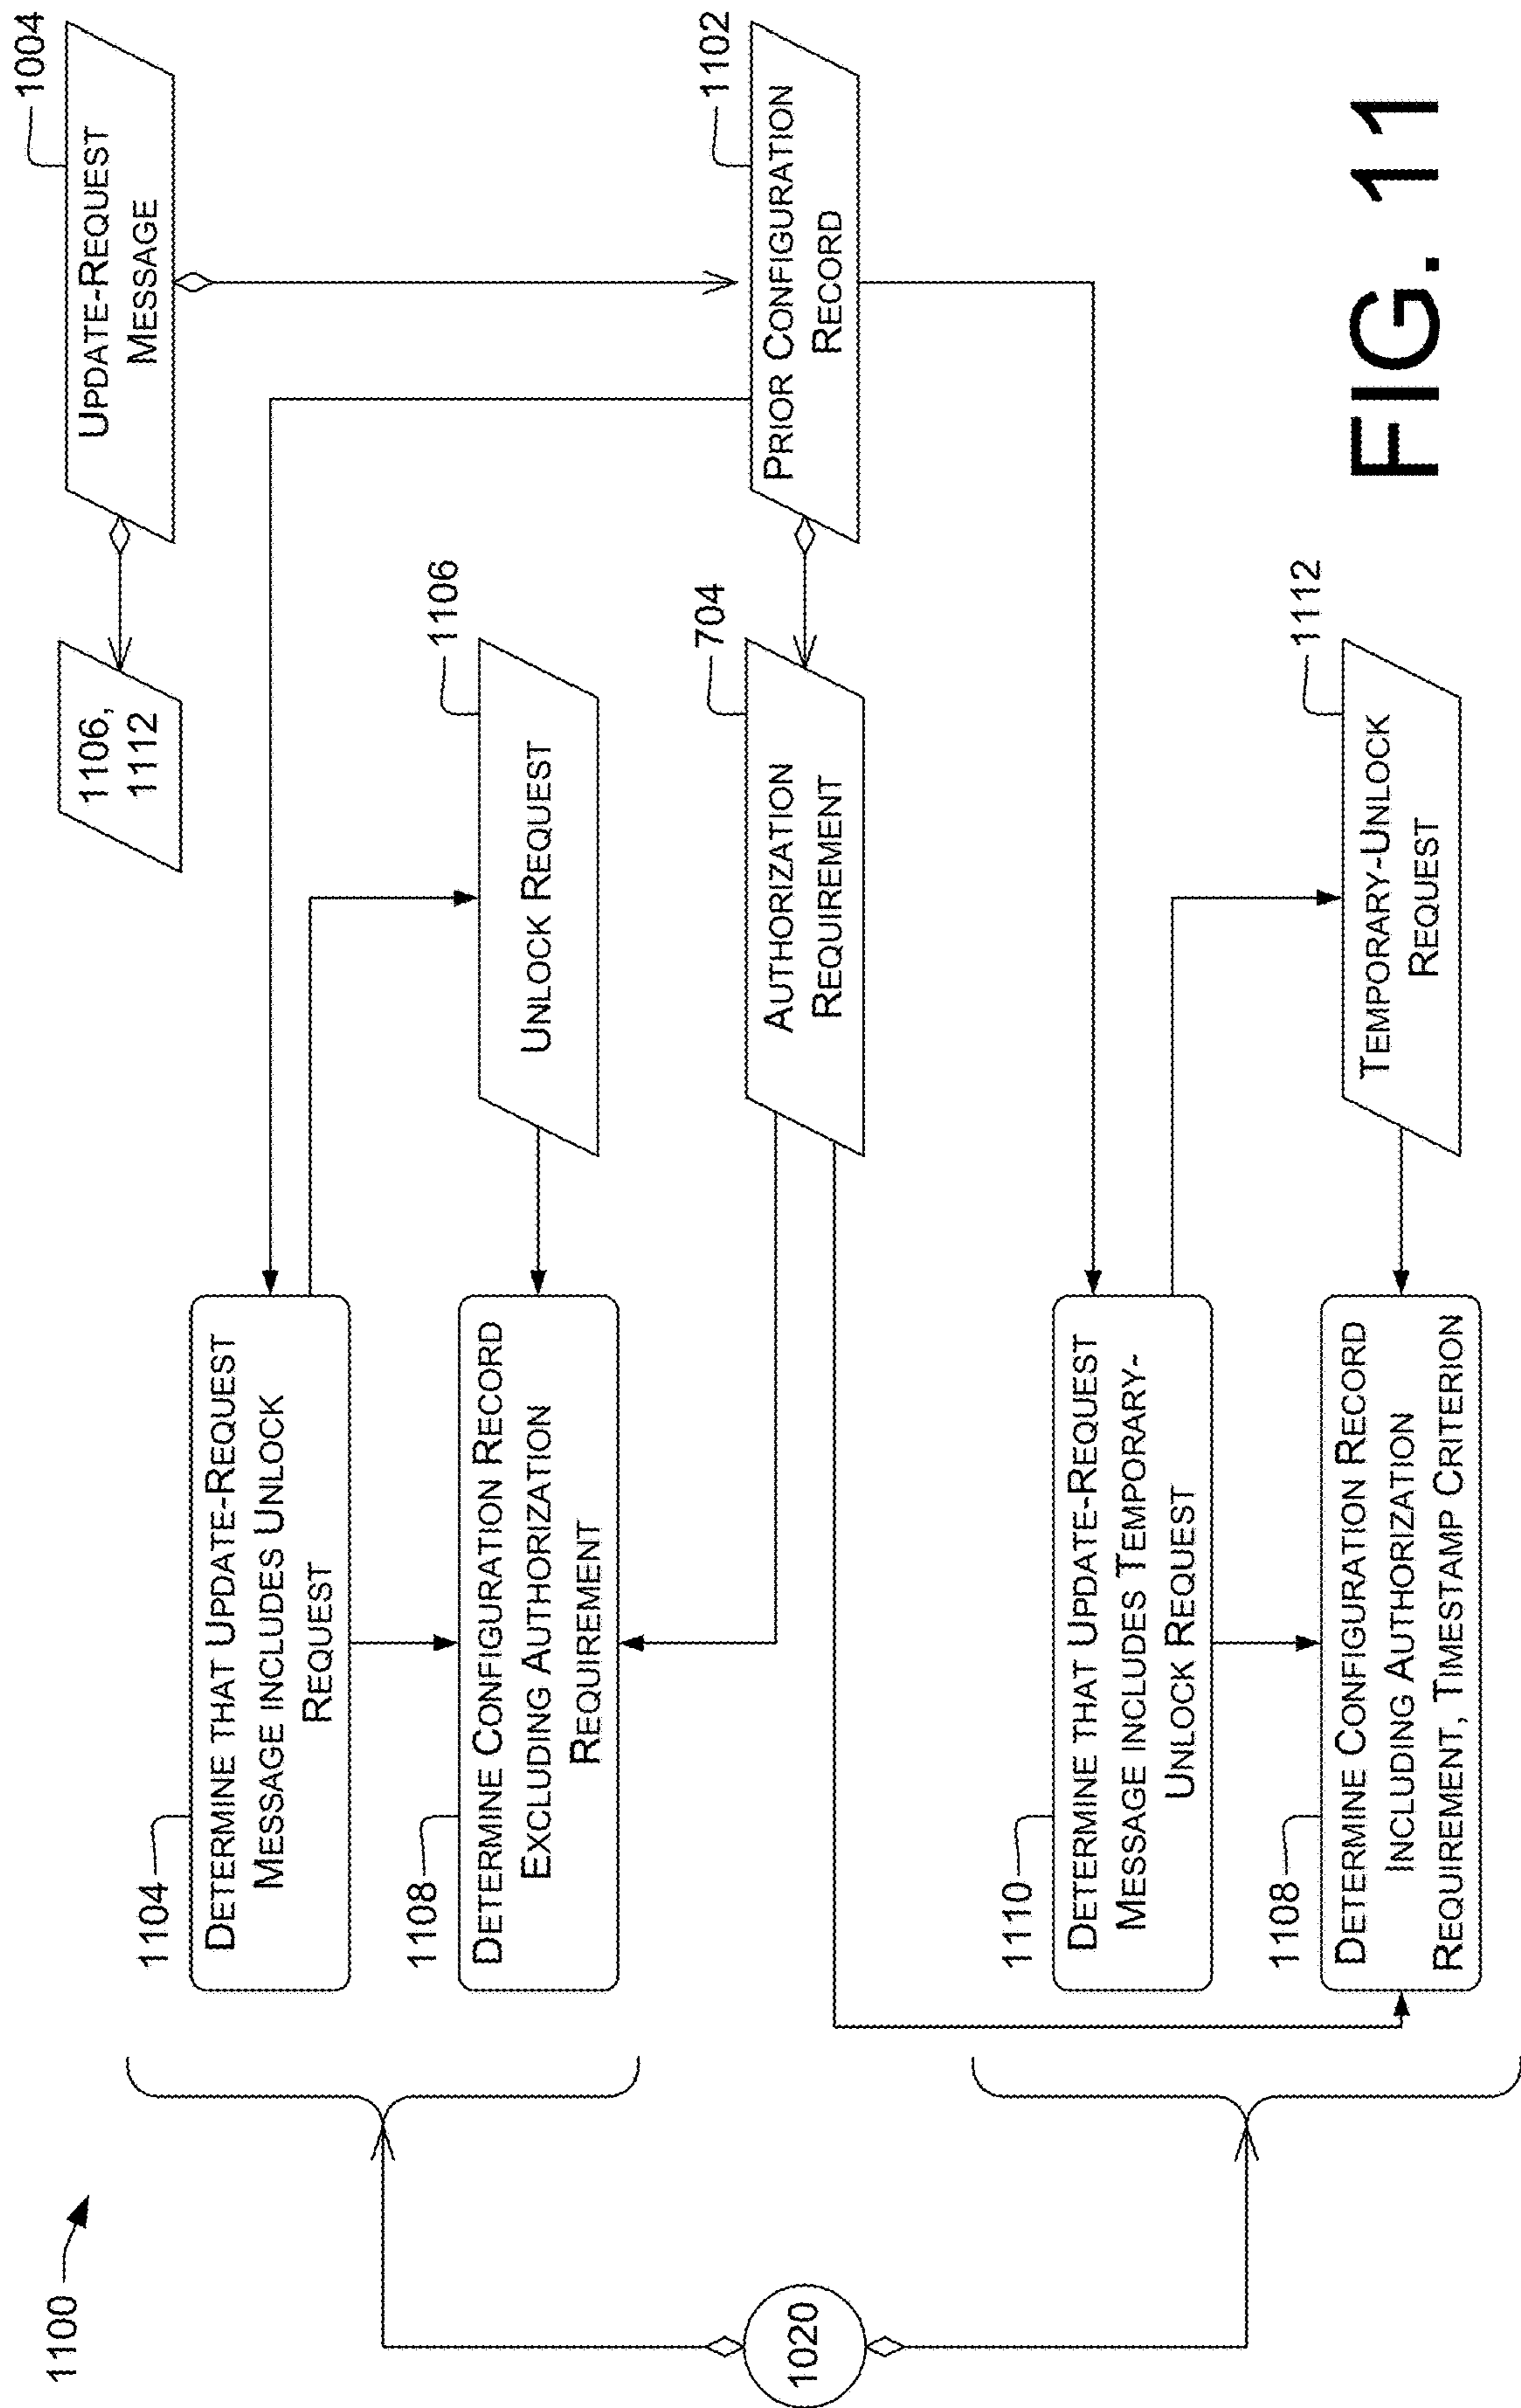 1100
1020
1104
DETERMINE THAT UPDATE-REQUEST
MESSAGE INCLUDES UNLOCK
REQUEST
1108
DETERMINE CONFIGURATION RECORD
EXCLUDING AUTHORIZATION
REQUIREMENT
1110
DETERMINE THAT UPDATE-REQUEST
MESSAGE INCLUDES TEMPORARY-
UNLOCK REQUEST
1108
DETERMINE CONFIGURATION RECORD
INCLUDING AUTHORIZATION
REQUIREMENT, TIMESTAMP CRITERION
1106,
1112
1106
UNLOCK REQUEST
704
AUTHORIZATION
REQUIREMENT
1112
TEMPORARY-UNLOCK
REQUEST
1004
UPDATE-REQUEST
MESSAGE
1102
PRIOR CONFIGURATION
RECORD
FIG. 11